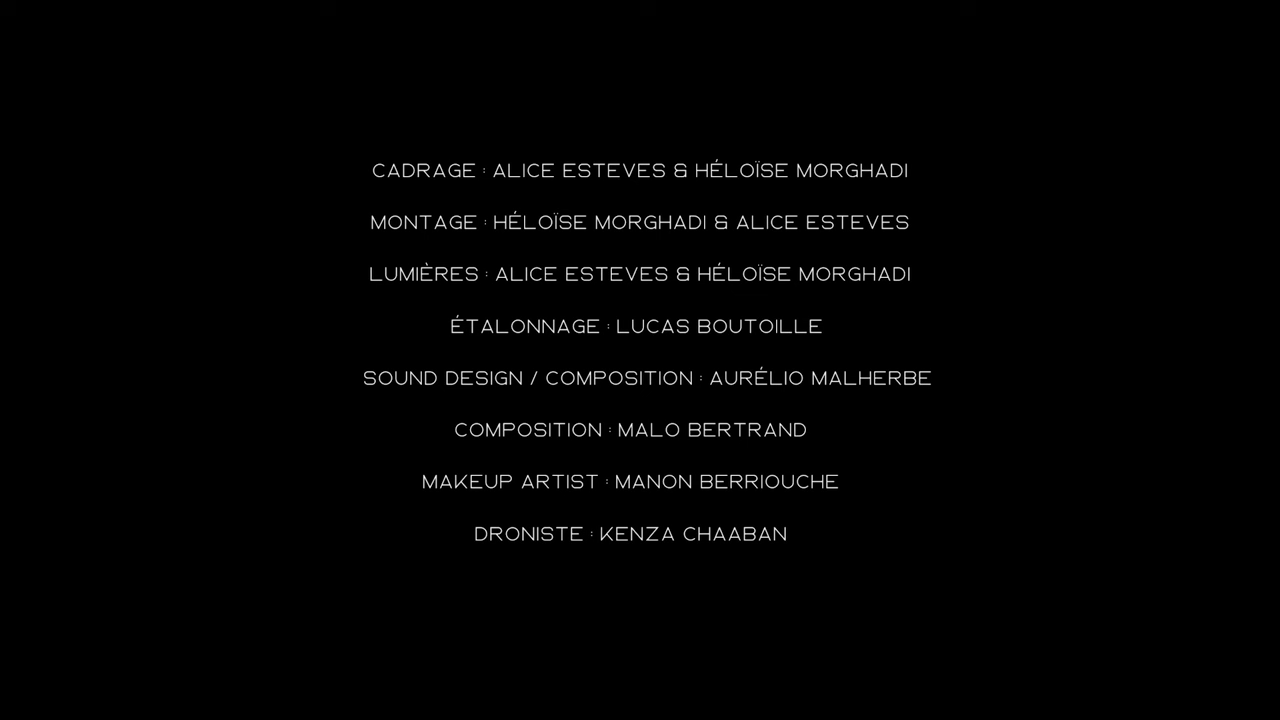 CADRAGE : ALICE ESTEVES & HÉLOÏSE MORGHADI
MONTAGE : HÉLOÏSE MORGHADI & ALICE ESTEVES
LUMIÈRES : ALICE ESTEVES & HÉLOÏSE MORGHADI
ÉTALONNAGE : LUCAS BOUTOILLE
SOUND DESIGN / COMPOSITION : AURÉLIO MALHERBE
COMPOSITION : MALO BERTRAND
MAKEUP ARTIST : MANON BERRIOUCHE
DRONISTE : KENZA CHAABAN